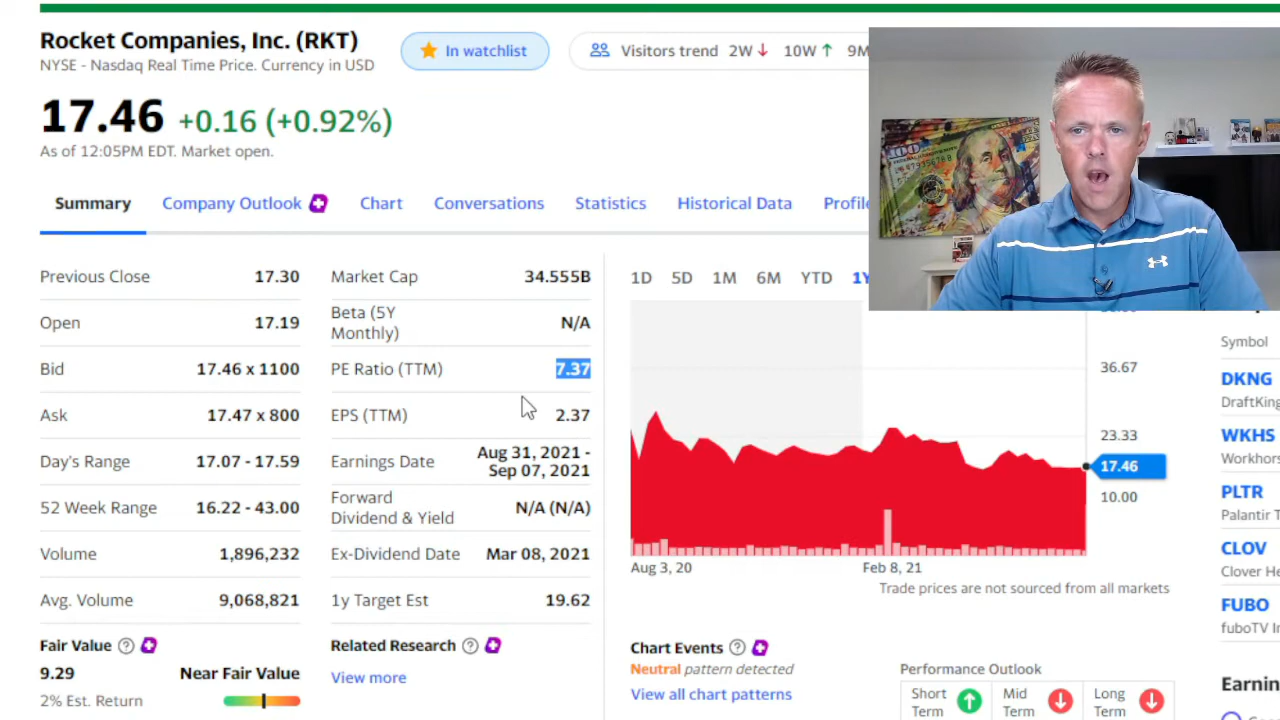 Rocket Companies, Inc. (RKT)
NYSE - Nasdaq Real Time Price. Currency in USD
In watchlist
Visitors trend 2W 10W 9M
17.46 +0.16 (+0.92%)
As of 12:05PM EDT. Market open.
Summary Company Outlook Chart Conversations Statistics Historical Data Profile
Previous Close 17.30
Open 17.19
Bid 17.46 x 1100
Ask 17.47 x 800
Day's Range 17.07 - 17.59
52 Week Range 16.22 - 43.00
Volume 1,896,232
Avg. Volume 9,068,821
Market Cap 34.555B
Beta (5Y
Monthly) N/A
PE Ratio (TTM) 7.37
EPS (TTM) 2.37
Earnings Date Aug 31, 2021 -
Sep 07, 2021
Forward
Dividend & Yield N/A (N/A)
Ex-Dividend Date Mar 08, 2021
1y Target Est 19.62
Fair Value
9.29 Near Fair Value
2% Est. Return
Related Research
View more
1D 5D 1M 6M YTD 1Y
36.67
23.33
17.46
10.00
Aug 3, 20 Feb 8, 21
Trade prices are not sourced from all markets
Chart Events
Neutral pattern detected
View all chart patterns
Performance Outlook
Short
Term
Mid
Term
Long
Term
100
Symbol
DKNG
DraftKing
WKHS
Workhors
PLTR
Palantir T
CLOV
Clover He
FUBO
fuboTV In
Earnin